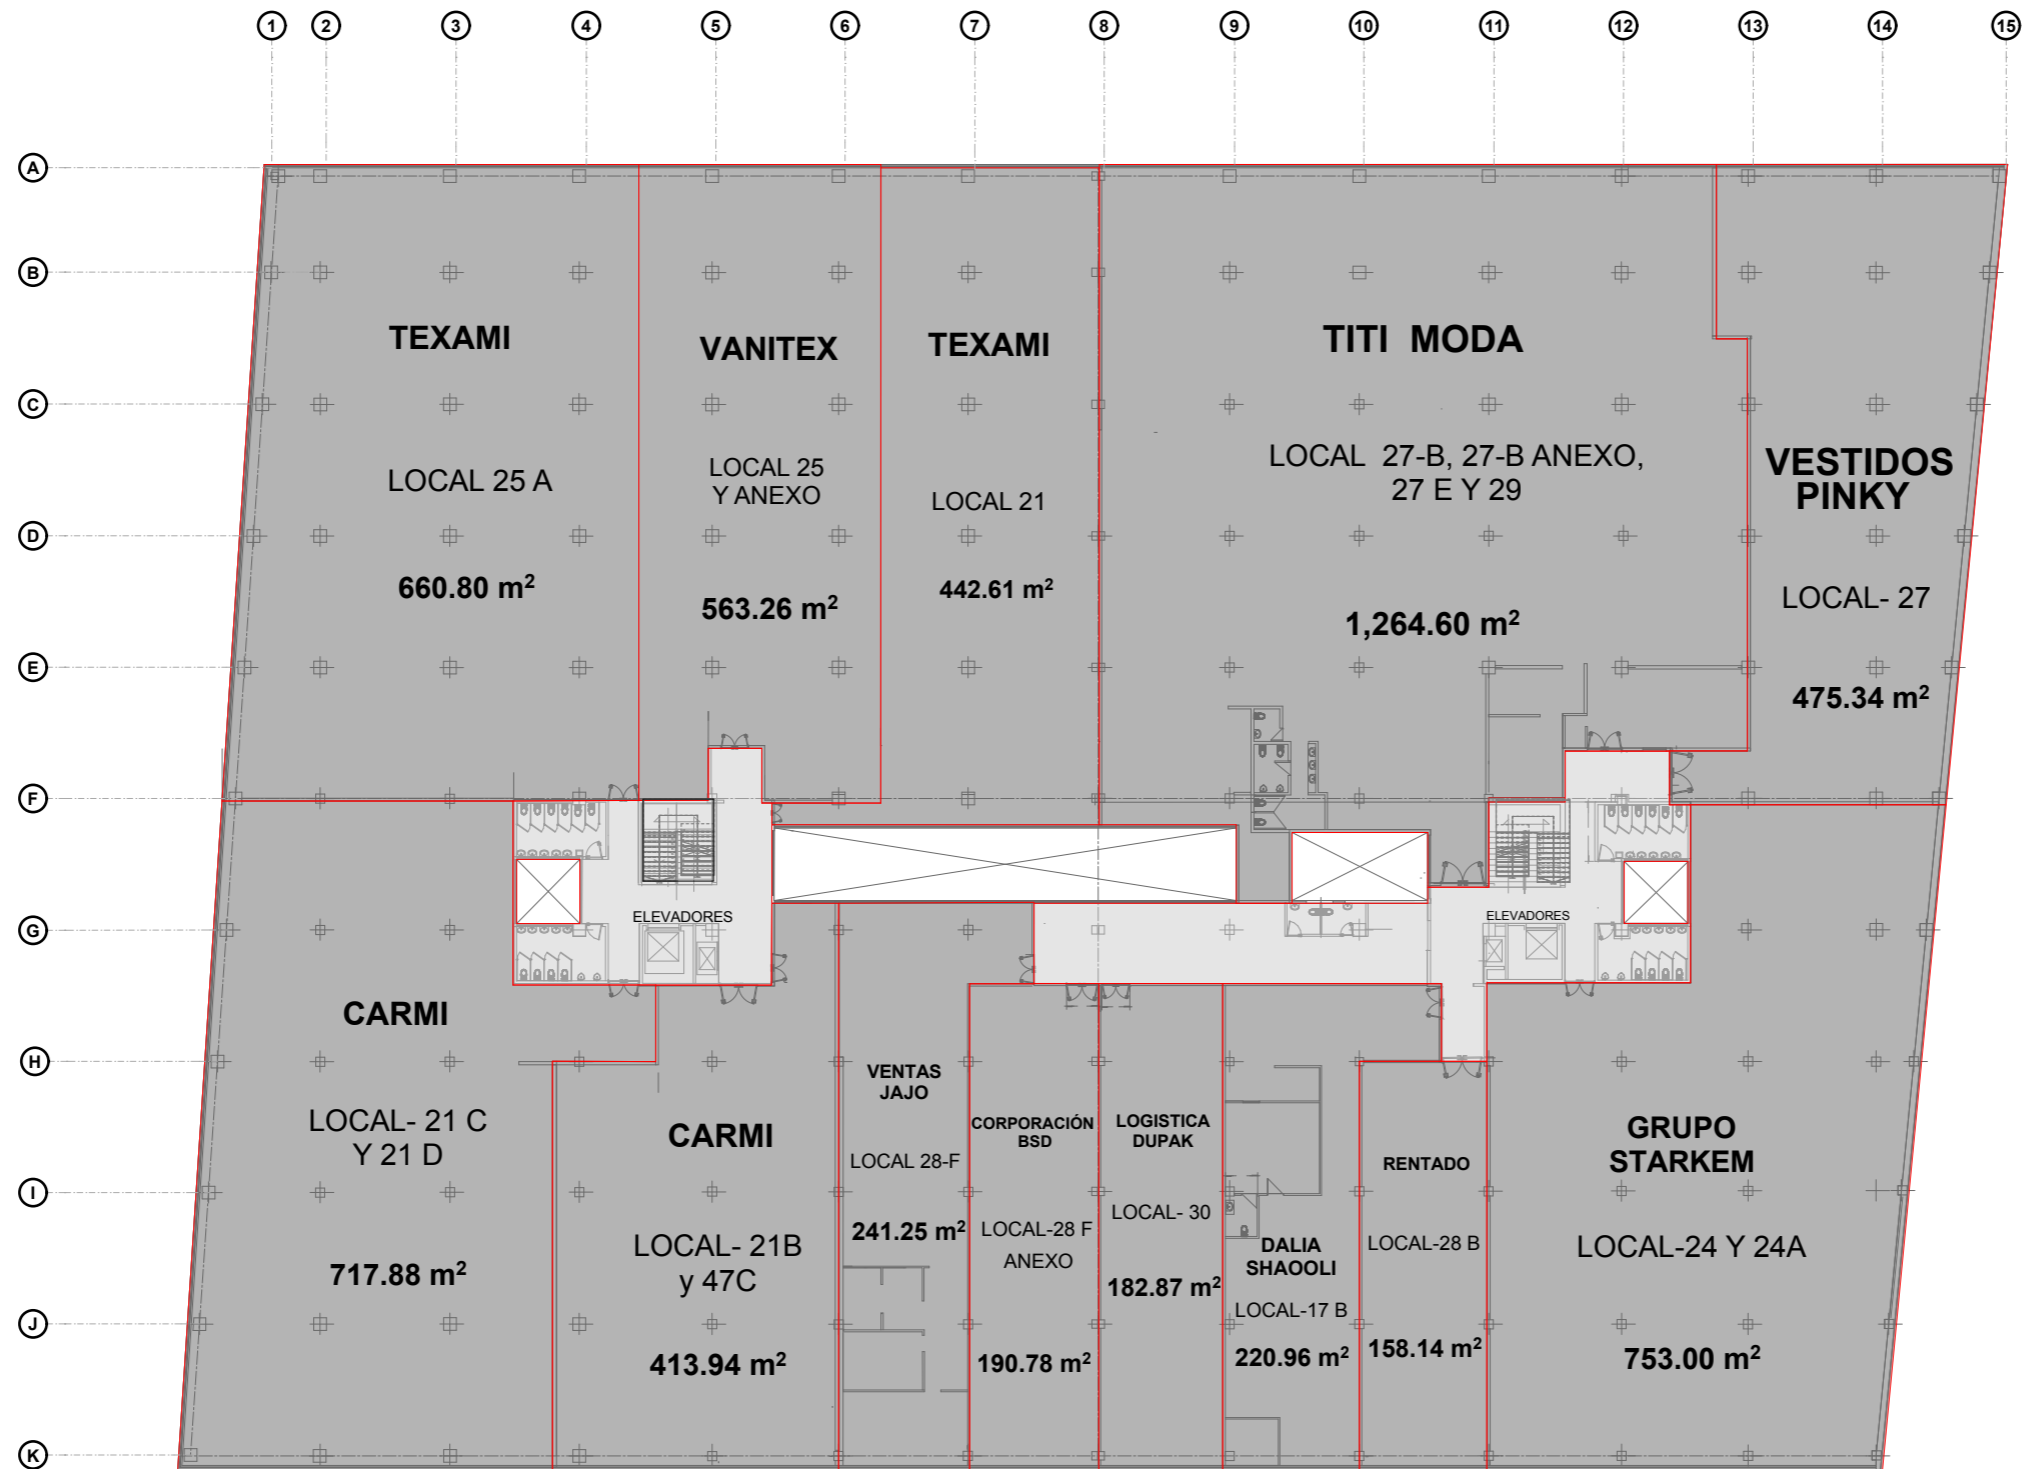 1 2 3 4 5 6 7 8 9 10 11 12 13 14 15
A
B
C
D
E
F
G
H
I
J
K
TEXAMI
LOCAL 25 A
660.80 m²
VANITEX
LOCAL 25
Y ANEXO
563.26 m²
TEXAMI
LOCAL 21
442.61 m²
TITI MODA
LOCAL 27-B, 27-B ANEXO,
27 E Y 29
1,264.60 m²
VESTIDOS
PINKY
LOCAL- 27
475.34 m²
ELEVADORES
ELEVADORES
CARMI
LOCAL- 21 C
Y 21 D
717.88 m²
CARMI
LOCAL- 21B
y 47C
413.94 m²
VENTAS
JAJO
LOCAL 28-F
241.25 m²
CORPORACIÓN
BSD
LOCAL-28 F
ANEXO
190.78 m²
LOGISTICA
DUPAK
LOCAL- 30
182.87 m²
DALIA
SHAOOLI
LOCAL-17 B
220.96 m²
RENTADO
LOCAL-28 B
158.14 m²
GRUPO
STARKEM
LOCAL-24 Y 24A
753.00 m²